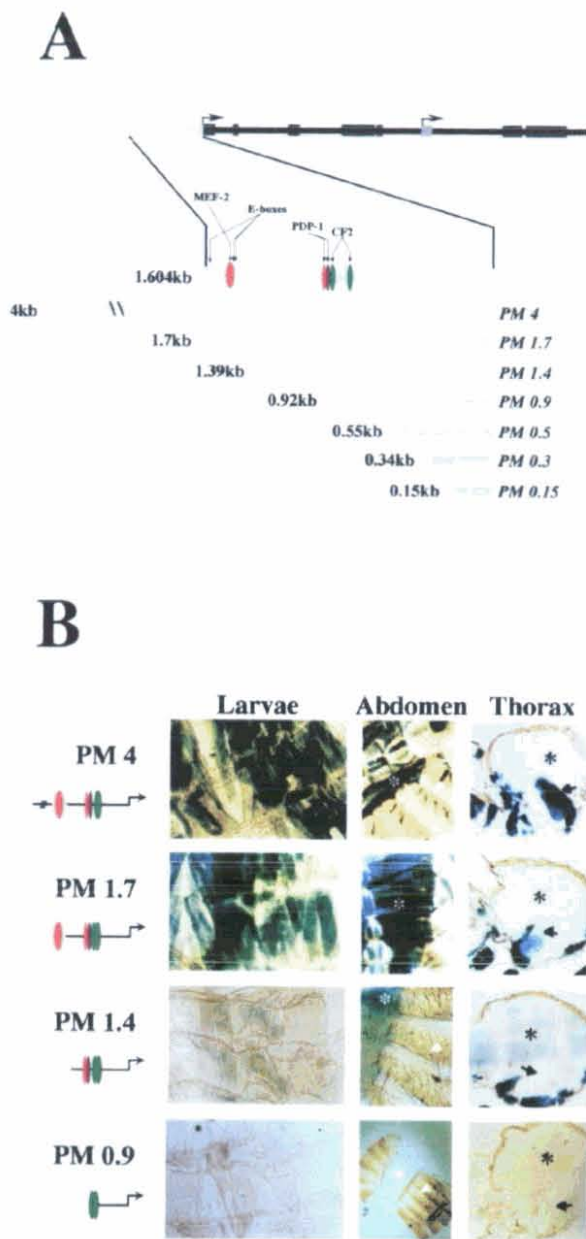 A
MEF-2
E-boxes
PDP-1
CF2
1.604kb
4kb
PM 4
1.7kb
PM 1.7
1.39kb
PM 1.4
0.92kb
PM 0.9
0.55kb
PM 0.5
0.34kb
PM 0.3
0.15kb
PM 0.15
B
Larvae Abdomen Thorax
PM 4
PM 1.7
PM 1.4
PM 0.9